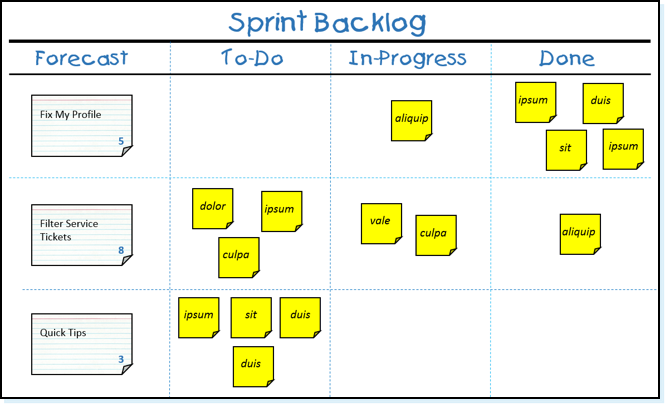 Sprint Backlog
Forecast To-Do In-Progress Done
Fix My Profile
5
aliquip
ipsum duis
sit ipsum
Filter Service
Tickets
8
dolor ipsum
culpa
vale culpa
aliquip
Quick Tips
3
ipsum sit duis
duis